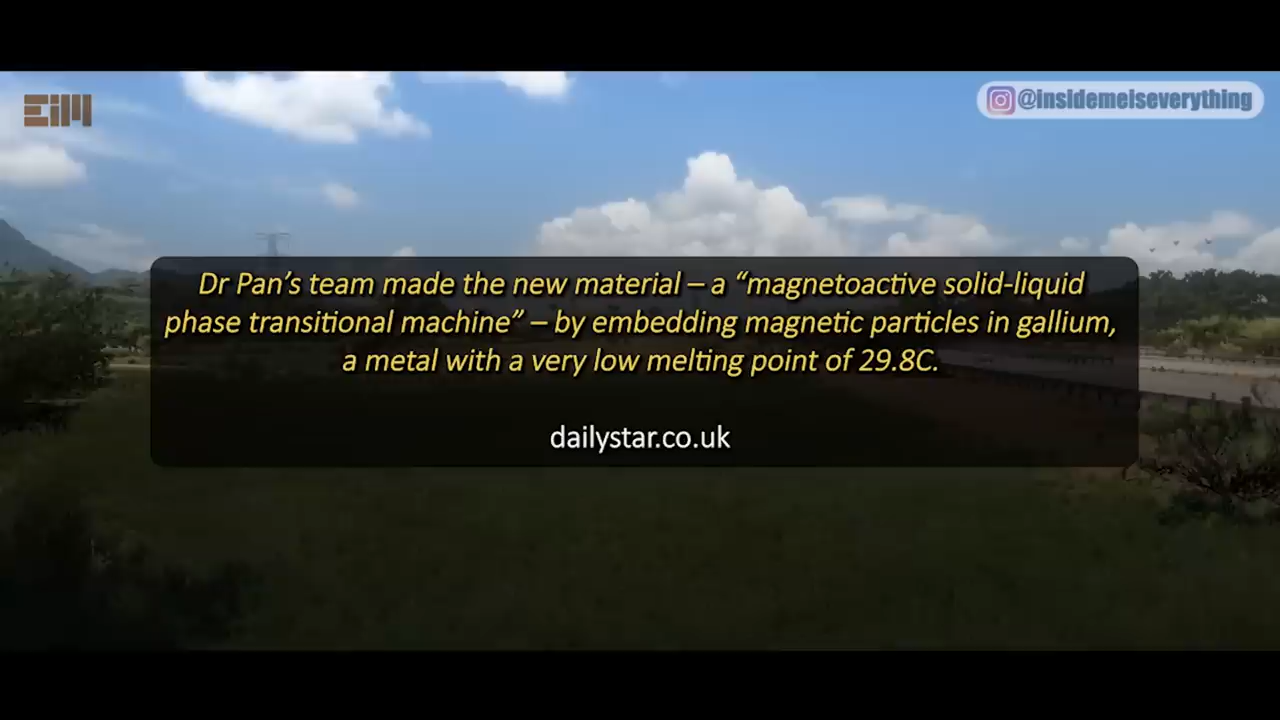 EiM
@insidemeiseverything
Dr Pan’s team made the new material – a “magnetoactive solid-liquid
phase transitional machine” – by embedding magnetic particles in gallium,
a metal with a very low melting point of 29.8C.
dailystar.co.uk